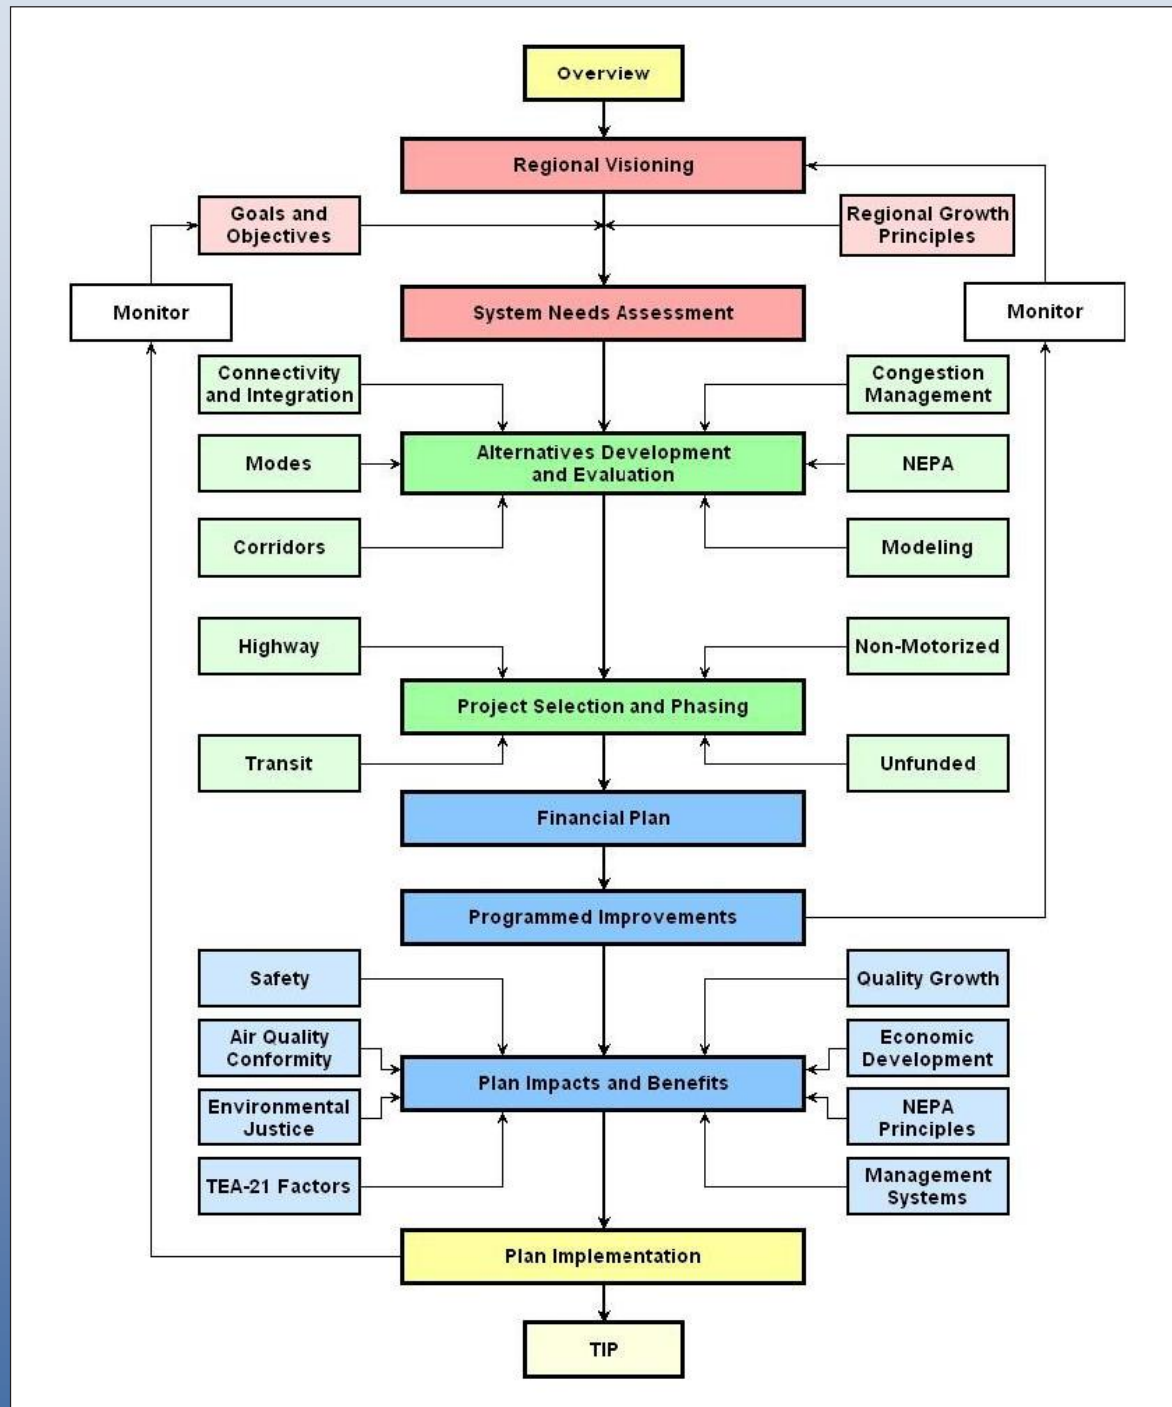 Overview
Regional Visioning
Goals and
Objectives
Regional Growth
Principles
Monitor
System Needs Assessment
Monitor
Connectivity
and Integration
Congestion
Management
Modes
Alternatives Development
and Evaluation
NEPA
Corridors
Modeling
Highway
Non-Motorized
Project Selection and Phasing
Transit
Unfunded
Financial Plan
Programmed Improvements
Safety
Quality Growth
Air Quality
Conformity
Economic
Development
Plan Impacts and Benefits
Environmental
Justice
NEPA
Principles
TEA-21 Factors
Management
Systems
Plan Implementation
TIP